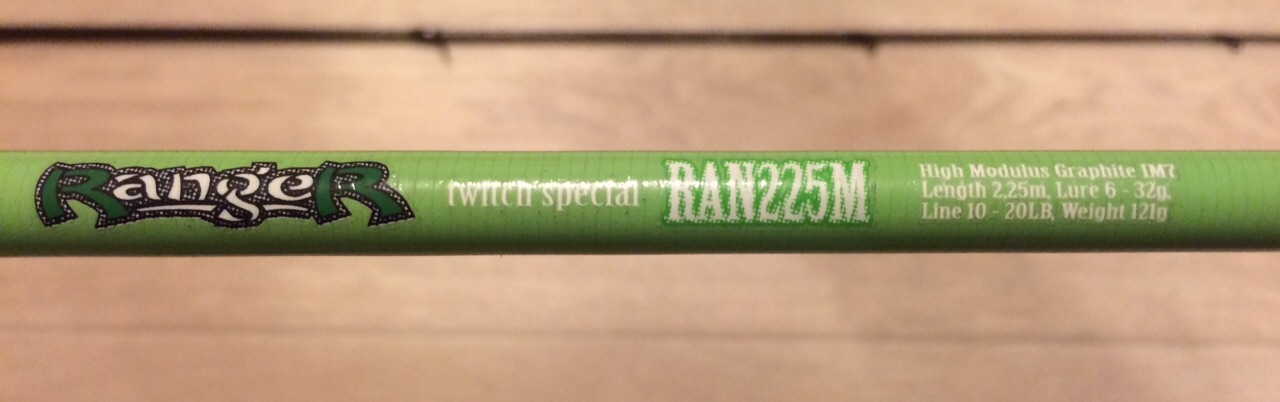 Ranger
twitch special
RAN225M
High Modulus Graphite IM7
Length 2,25m, Lure 6 - 32g,
Line 10 - 20LB, Weight 121g